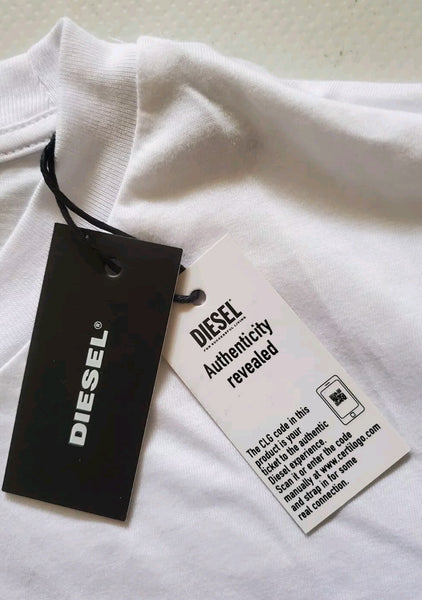 DIESEL®
DIESEL
FOR SUCCESSFUL LIVING
Authenticity
revealed
The CLG code in this
product is your
ticket to the authentic
Diesel experience.
Scan it or enter the code
manually at www.certilogo.com
and strap in for some
real connection.